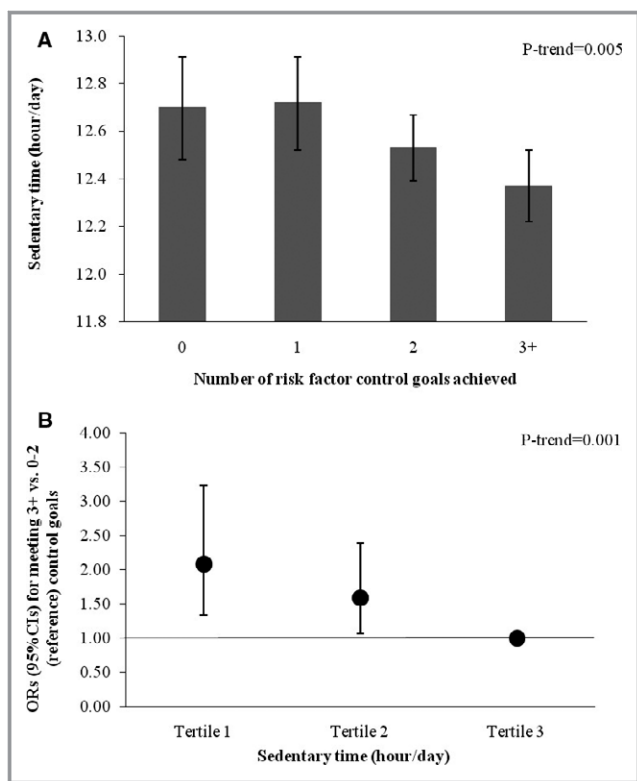 A
P-trend=0.005
Sedentary time (hour/day)
13.0
12.8
12.6
12.4
12.2
12.0
11.8
0 1 2 3+
Number of risk factor control goals achieved
B
P-trend=0.001
ORs (95%CIs) for meeting 3+ vs. 0-2
(reference) control goals
4.00
3.50
3.00
2.50
2.00
1.50
1.00
0.50
0.00
Tertile 1 Tertile 2 Tertile 3
Sedentary time (hour/day)